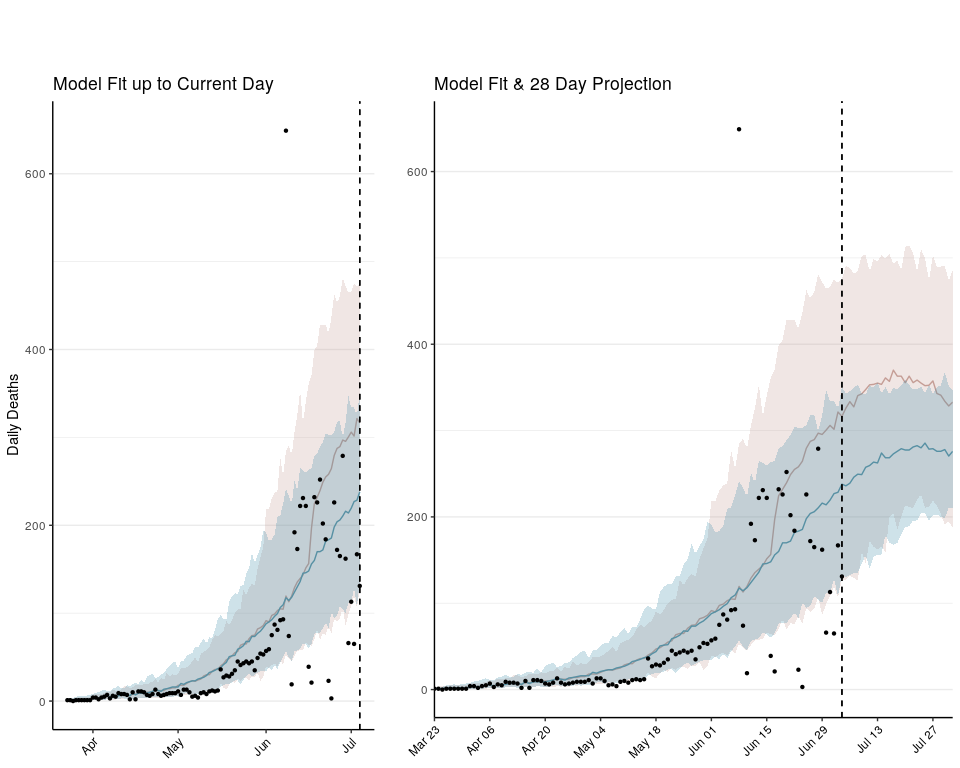 Model Fit up to Current Day
Model Fit & 28 Day Projection
Daily Deaths
600
400
200
0
Apr
May
Jun
Jul
600
400
200
0
Mar 23
Apr 06
Apr 20
May 04
May 18
Jun 01
Jun 15
Jun 29
Jul 13
Jul 27